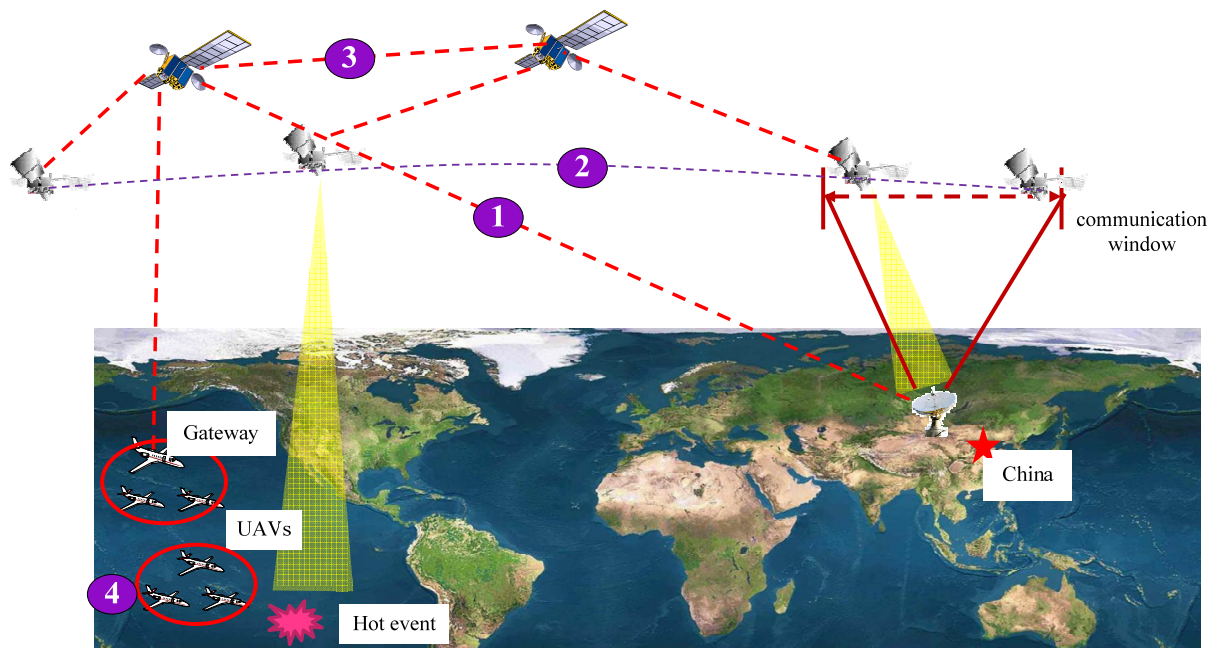 3
2
1
communication
window
Gateway
China
UAVs
4
Hot event